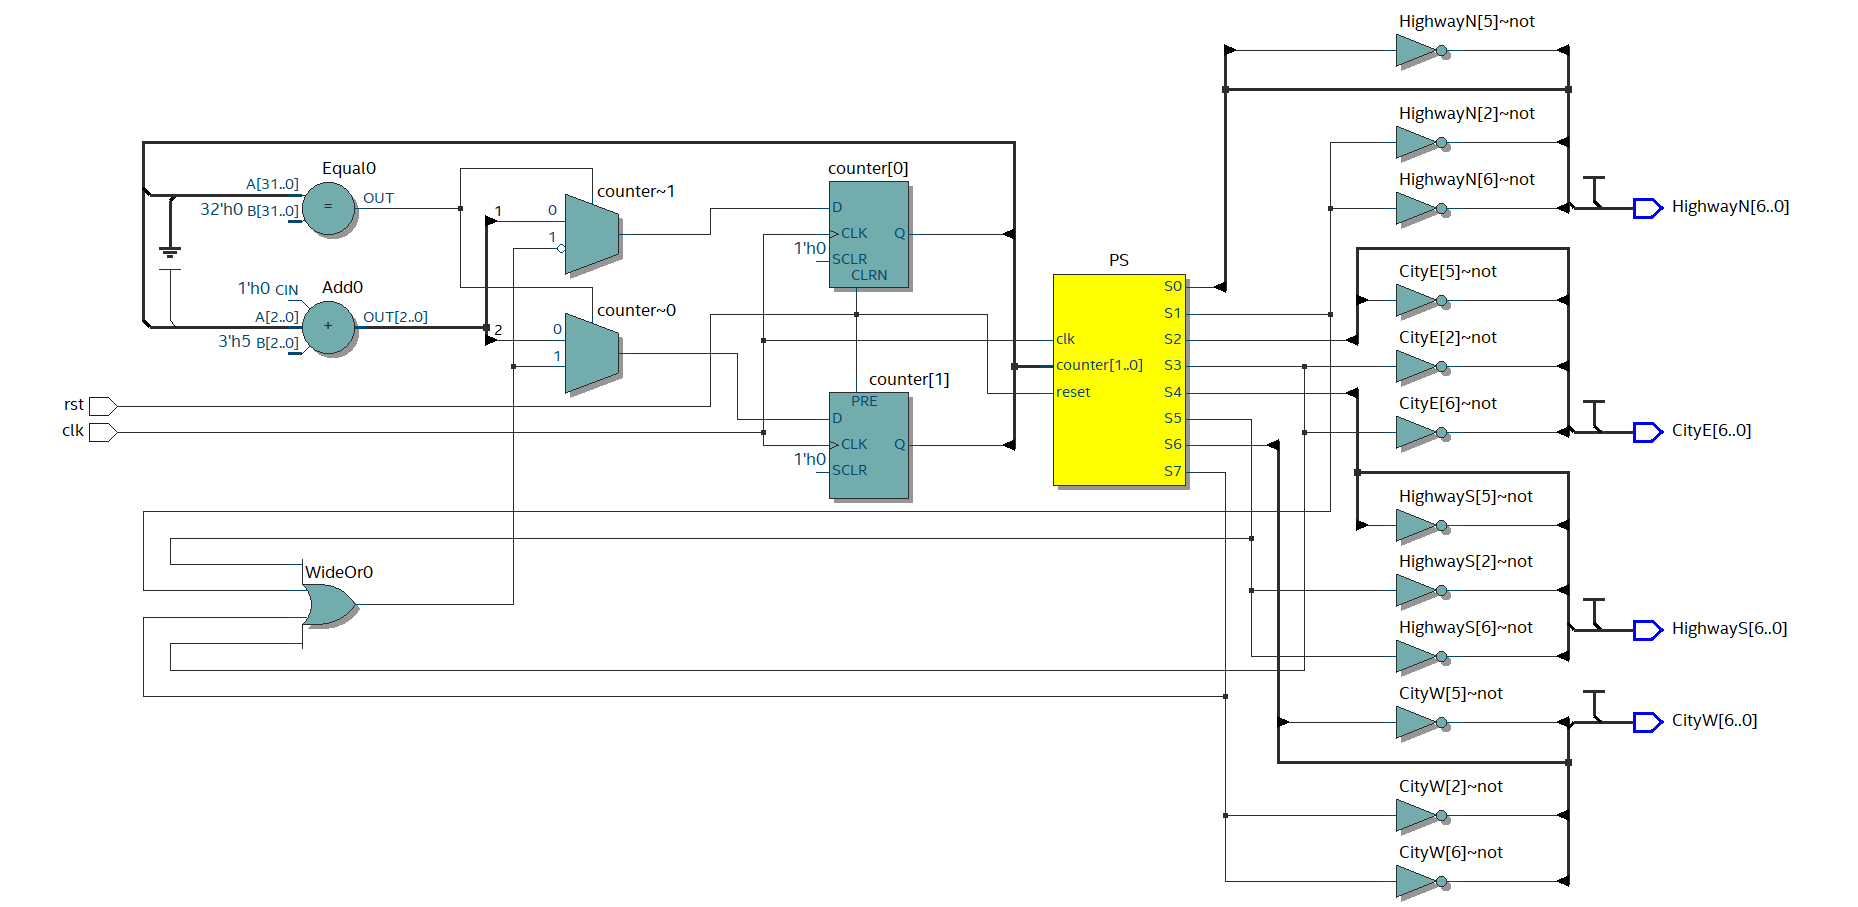 HighwayN[5]~not
HighwayN[2]~not
HighwayN[6]~not
HighwayN[6..0]
Equal0
A[31..0]
32'h0 B[31..0]
=
OUT
counter~1
1
0
1
counter[0]
D
CLK
Q
1'h0
SCLR
CLRN
Add0
1'h0 CIN
A[2..0]
3'h5 B[2..0]
+
OUT[2..0]
counter~0
2
0
1
counter[1]
PRE
D
CLK
Q
1'h0
SCLR
rst
clk
PS
clk
counter[1..0]
reset
S0
S1
S2
S3
S4
S5
S6
S7
CityE[5]~not
CityE[2]~not
CityE[6]~not
CityE[6..0]
WideOr0
HighwayS[5]~not
HighwayS[2]~not
HighwayS[6]~not
HighwayS[6..0]
CityW[5]~not
CityW[6..0]
CityW[2]~not
CityW[6]~not